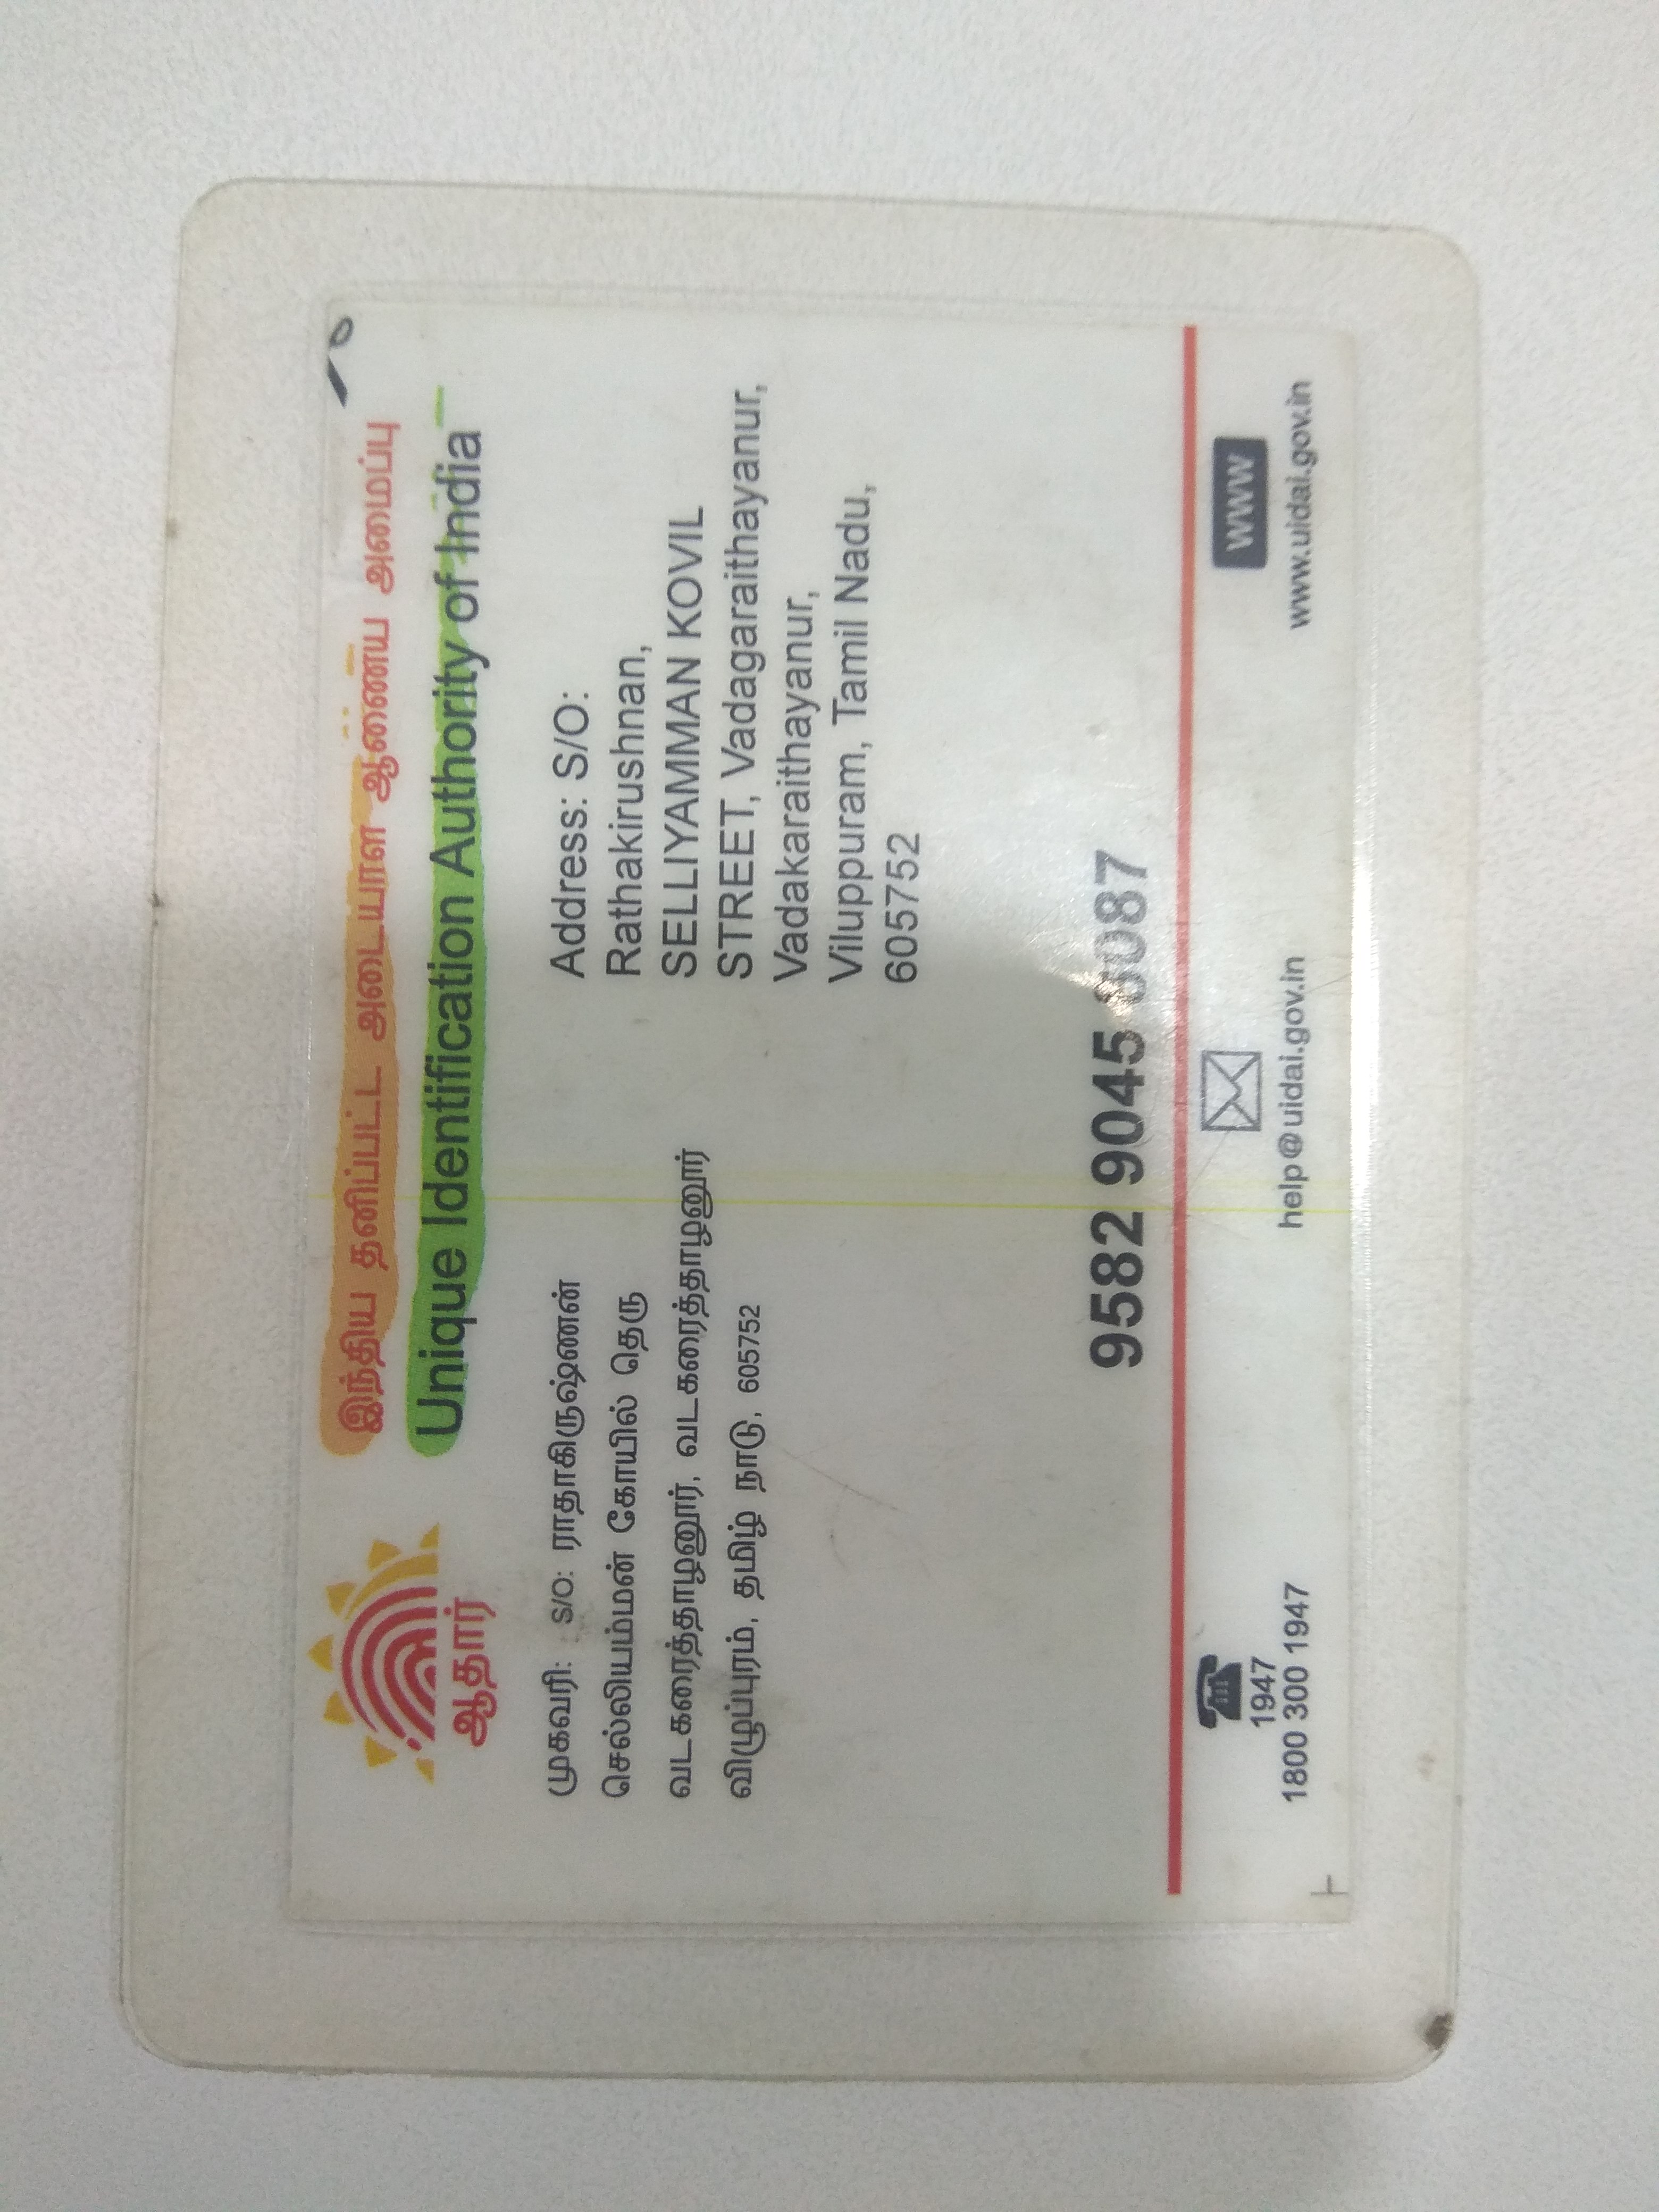 இந்திய தனிப்பட்ட அடையாள ஆணைய அமைப்பு
Unique Identification Authority of India
ஆதார்
முகவரி: S/O: ராதாகிருஷ்ணன்
செல்லியம்மன் கோயில் தெரு
வடகரைத்தாழனூர், வடகரைத்தாழனூர்
விழுப்புரம், தமிழ் நாடு, 605752
Address: S/O:
Rathakirushnan,
SELLIYAMMAN KOVIL
STREET, Vadagaraithayanur,
Vadakaraithayanur,
Viluppuram, Tamil Nadu,
605752
9582 9045 8087
1947
1800 300 1947
help@uidai.gov.in
WWW
www.uidai.gov.in